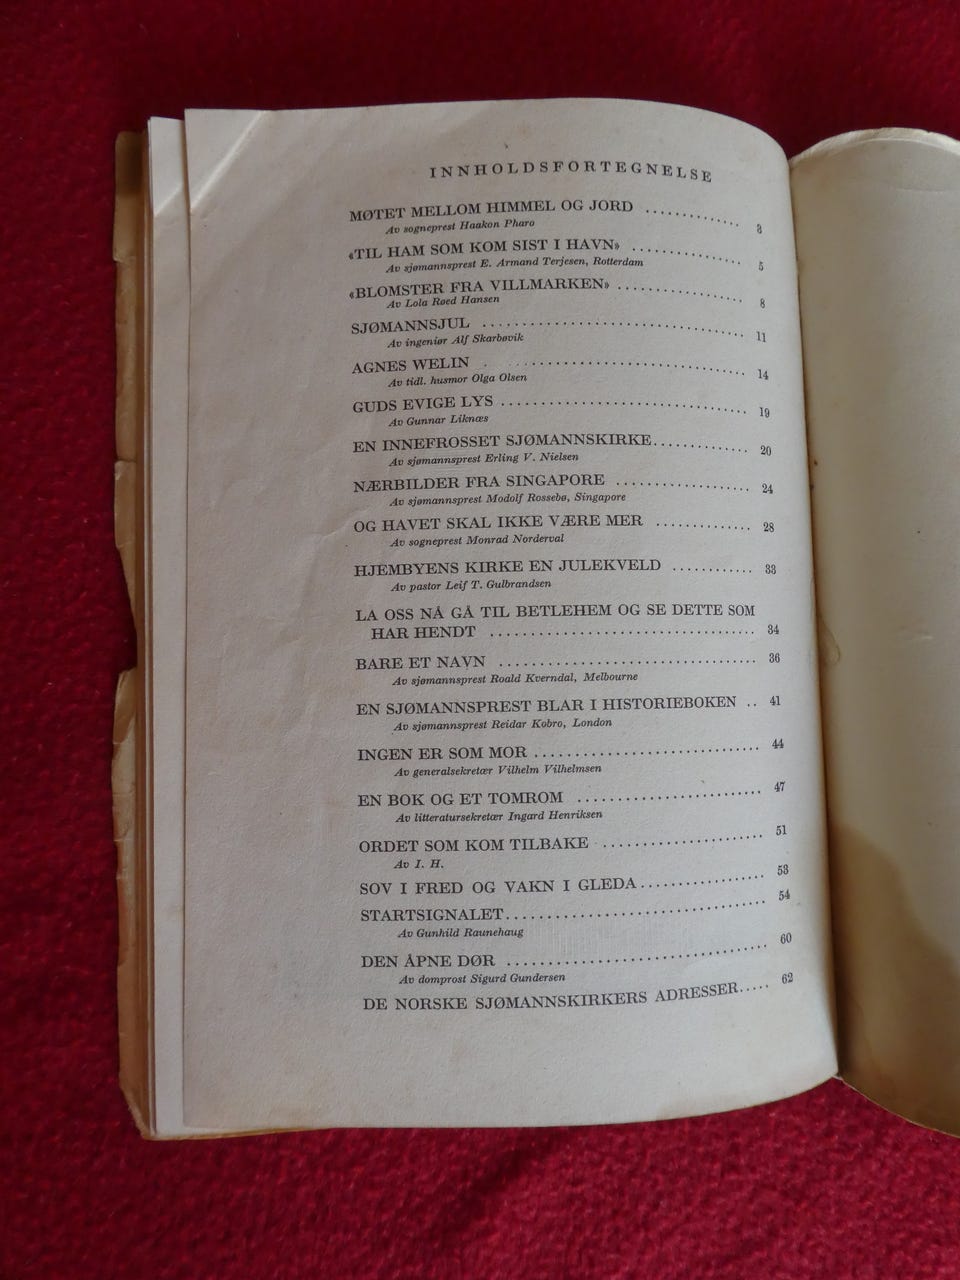 INNHOLDSFORTEGNELSE
MØTET MELLOM HIMMEL OG JORD .............. 3
Av sogneprest Haakon Pharo
«TIL HAM SOM KOM SIST I HAVN» ................ 5
Av sjømannsprest E. Armand Terjesen, Rotterdam
«BLOMSTER FRA VILLMARKEN» .................. 8
Av Lola Røed Hansen
SJØMANNSJUL .................................... 11
Av ingeniør Alf Skarbøvik
AGNES WELIN .................................... 14
Av tidl. husmor Olga Olsen
GUDS EVIGE LYS .................................. 19
Av Gunnar Liknæs
EN INNEFROSSET SJØMANNSKIRKE.............. 20
Av sjømannsprest Erling V. Nielsen
NÆRBILDER FRA SINGAPORE ................... 24
Av sjømannsprest Modolf Rossebø, Singapore
OG HAVET SKAL IKKE VÆRE MER .............. 28
Av sogneprest Monrad Norderval
HJEMBYENS KIRKE EN JULEKVELD ............ 33
Av pastor Leif T. Gulbrandsen
LA OSS NÅ GÅ TIL BETLEHEM OG SE DETTE SOM
HAR HENDT ................................... 34
BARE ET NAVN .................................. 36
Av sjømannsprest Roald Kverndal, Melbourne
EN SJØMANNSPREST BLAR I HISTORIEBOKEN .. 41
Av sjømannsprest Reidar Kobro, London
INGEN ER SOM MOR .............................. 44
Av generalsekretær Vilhelm Vilhelmsen
EN BOK OG ET TOMROM ........................ 47
Av litteratursekretær Ingard Henriksen
ORDET SOM KOM TILBAKE ..................... 51
Av I. H.
SOV I FRED OG VAKN I GLEDA................. 53
STARTSIGNALET.................................. 54
Av Gunhild Raunehaug
DEN ÅPNE DØR .................................. 60
Av domprost Sigurd Gundersen
DE NORSKE SJØMANNSKIRKERS ADRESSER..... 62